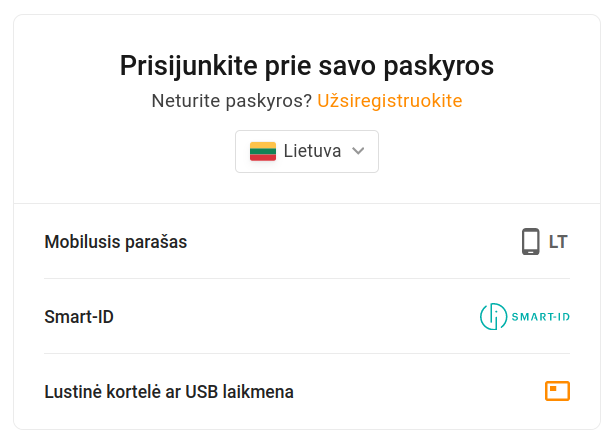 Prisijunkite prie savo paskyros
Neturite paskyros? Užsiregistruokite
Lietuva
Mobilusis parašas LT
Smart-ID SMART-ID
Lustinė kortelė ar USB laikmena